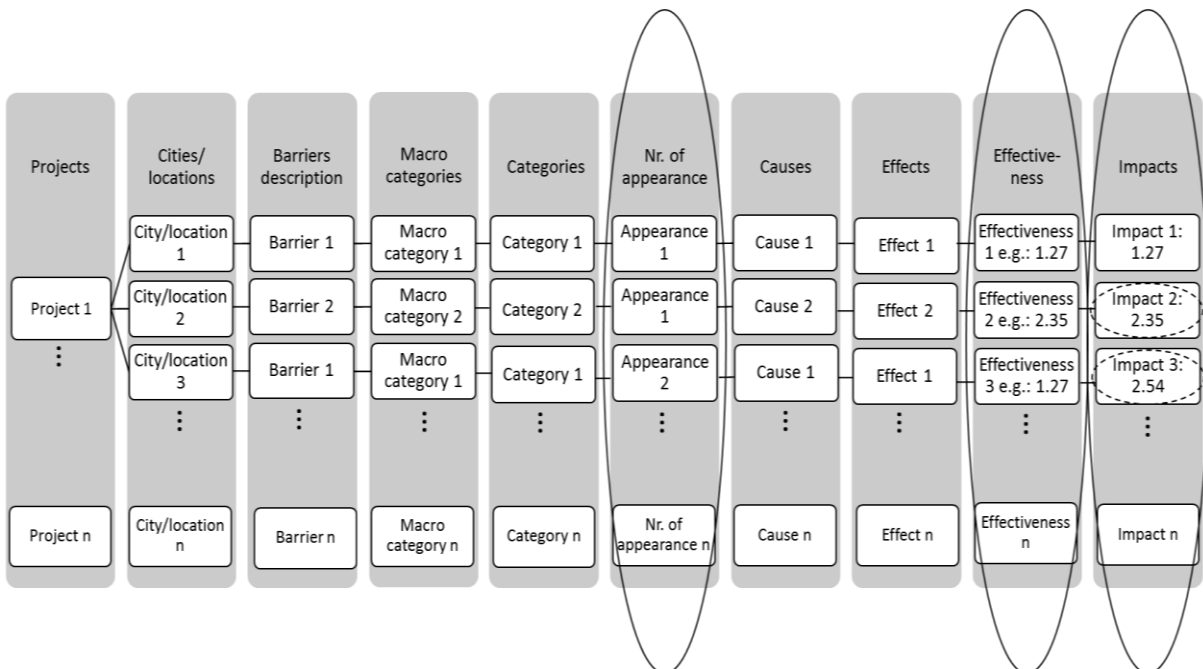 Projects
Cities/
locations
Barriers
description
Macro
categories
Categories
Nr. of
appearance
Causes
Effects
Effective-
ness
Impacts
Project 1
City/location
1
Barrier 1
Macro
category 1
Category 1
Appearance
1
Cause 1
Effect 1
Effectiveness
1 e.g.: 1.27
Impact 1:
1.27
City/location
2
Barrier 2
Macro
category 2
Category 2
Appearance
1
Cause 2
Effect 2
Effectiveness
2 e.g.: 2.35
Impact 2:
2.35
City/location
3
Barrier 1
Macro
category 1
Category 1
Appearance
2
Cause 1
Effect 1
Effectiveness
3 e.g.: 1.27
Impact 3:
2.54
Project n
City/location
n
Barrier n
Macro
category n
Category n
Nr. of
appearance n
Cause n
Effect n
Effectiveness
n
Impact n